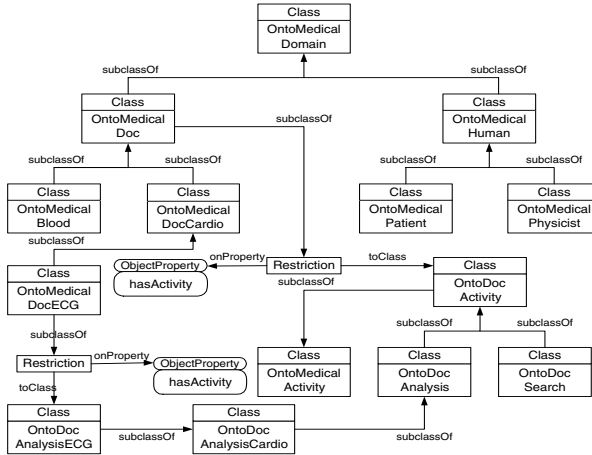 Class
OntoMedical
Domain
subclassOf
subclassOf
Class
OntoMedical
Doc
subclassOf
Class
OntoMedical
Human
subclassOf
subclassOf
subclassOf
subclassOf
Class
OntoMedical
Blood
Class
OntoMedical
DocCardio
Class
OntoMedical
Patient
Class
OntoMedical
Physicist
subclassOf
ObjectProperty
hasActivity
onProperty
Restriction
toClass
Class
OntoDoc
Activity
subclassOf
Class
OntoMedical
DocECG
subclassOf
subclassOf
subclassOf
Restriction
onProperty
ObjectProperty
hasActivity
Class
OntoMedical
Activity
Class
OntoDoc
Analysis
Class
OntoDoc
Search
toClass
Class
OntoDoc
AnalysisECG
subclassOf
Class
OntoDoc
AnalysisCardio
subclassOf